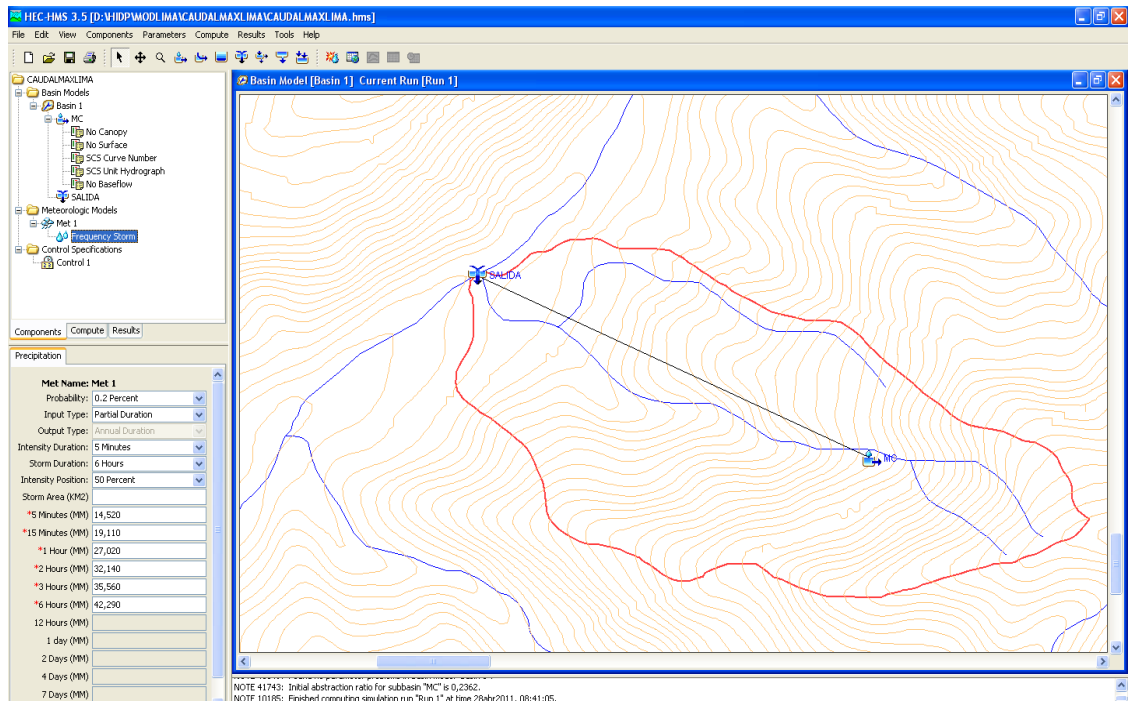 HEC-HMS 3.5 [D:\HIDP\MODLIMA\CAUDALMAXLIMA\CAUDALMAXLIMA.hms]
File Edit View Components Parameters Compute Results Tools Help
CAUDALMAXLIMA
Basin Models
Basin 1
MC
No Canopy
No Surface
SCS Curve Number
SCS Unit Hydrograph
No Baseflow
SALIDA
Meteorologic Models
Met 1
Frequency Storm
Control Specifications
Control 1
Components Compute Results
Precipitation
Met Name: Met 1
Probability: 0.2 Percent
Input Type: Partial Duration
Output Type: Annual Duration
Intensity Duration: 5 Minutes
Storm Duration: 6 Hours
Intensity Position: 50 Percent
Storm Area (KM2)
*5 Minutes (MM) 14,520
*15 Minutes (MM) 19,110
*1 Hour (MM) 27,020
*2 Hours (MM) 32,140
*3 Hours (MM) 35,560
*6 Hours (MM) 42,290
12 Hours (MM)
1 day (MM)
2 Days (MM)
4 Days (MM)
7 Days (MM)
Basin Model [Basin 1] Current Run [Run 1]
SALIDA
MC
NOTE 41743: Initial abstraction ratio for subbasin "MC" is 0,2362.
NOTE 10185: Finished computing simulation run "Run 1" at time 28abr2011, 08:41:05.